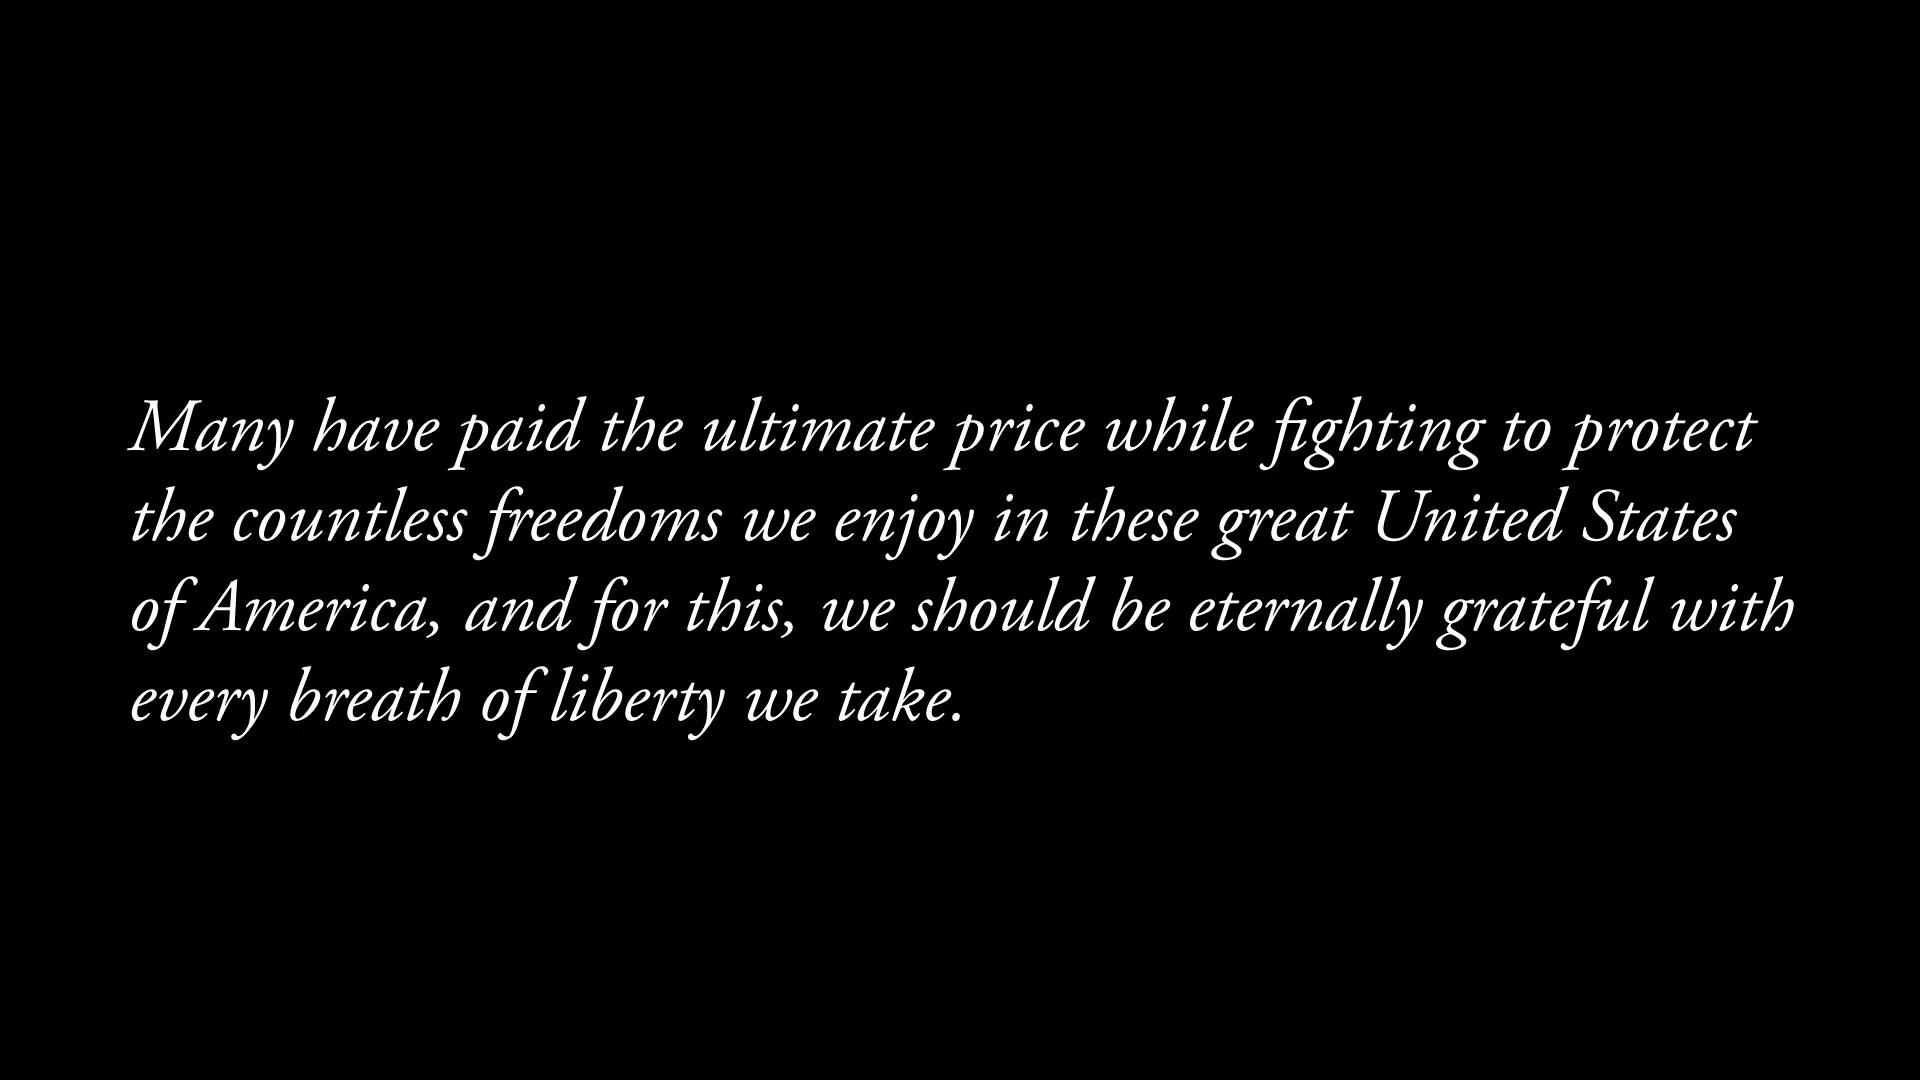 Many have paid the ultimate price while fighting to protect
the countless freedoms we enjoy in these great United States
of America, and for this, we should be eternally grateful with
every breath of liberty we take.